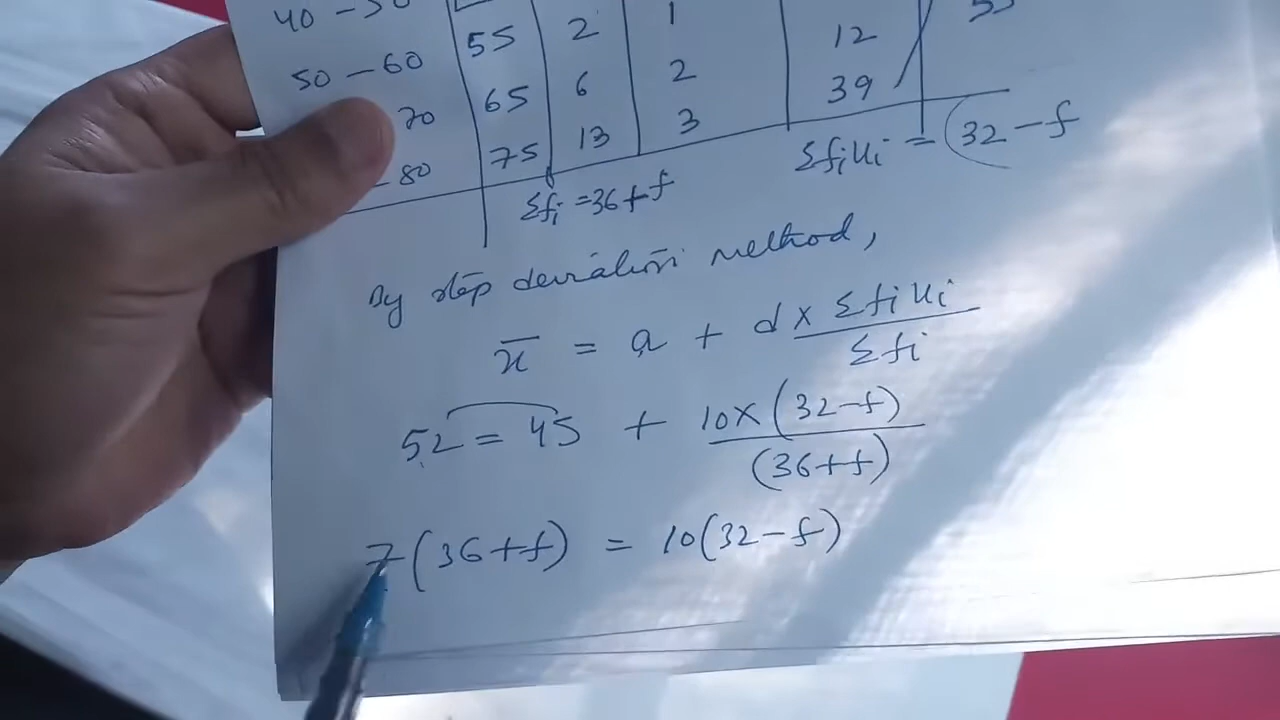 40 - 50
50 - 60 55 2 1 12
70 65 6 2 39
- 80 75 13 3
Σfi = 36 + f Σfiui = 32 - f
By step deviation method,
x̄ = a + d × Σfiui / Σfi
52 = 45 + 10 × (32 - f) / (36 + f)
7 (36 + f) = 10 (32 - f)